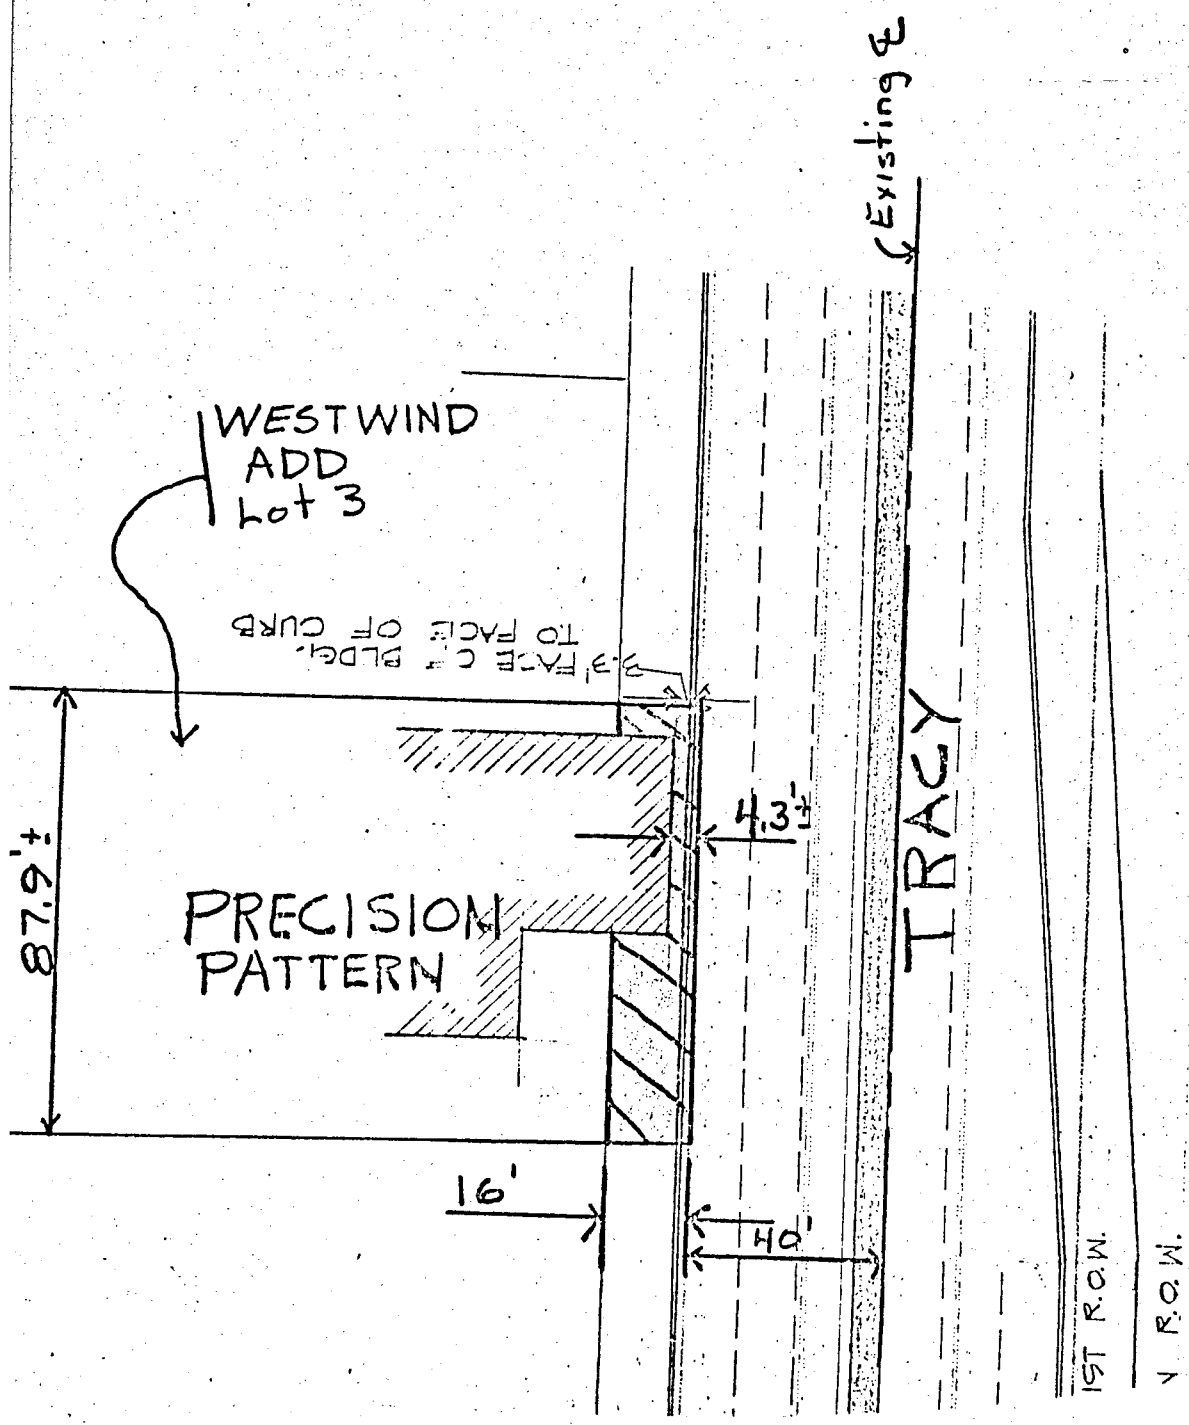 Existing ℄
WESTWIND
ADD
Lot 3
3.3' FACE OF BLDG.
TO FACE OF CURB
87.9'±
4.3'±
PRECISION
PATTERN
TRACY
16'
40'
1ST R.O.W.
R.O.W.